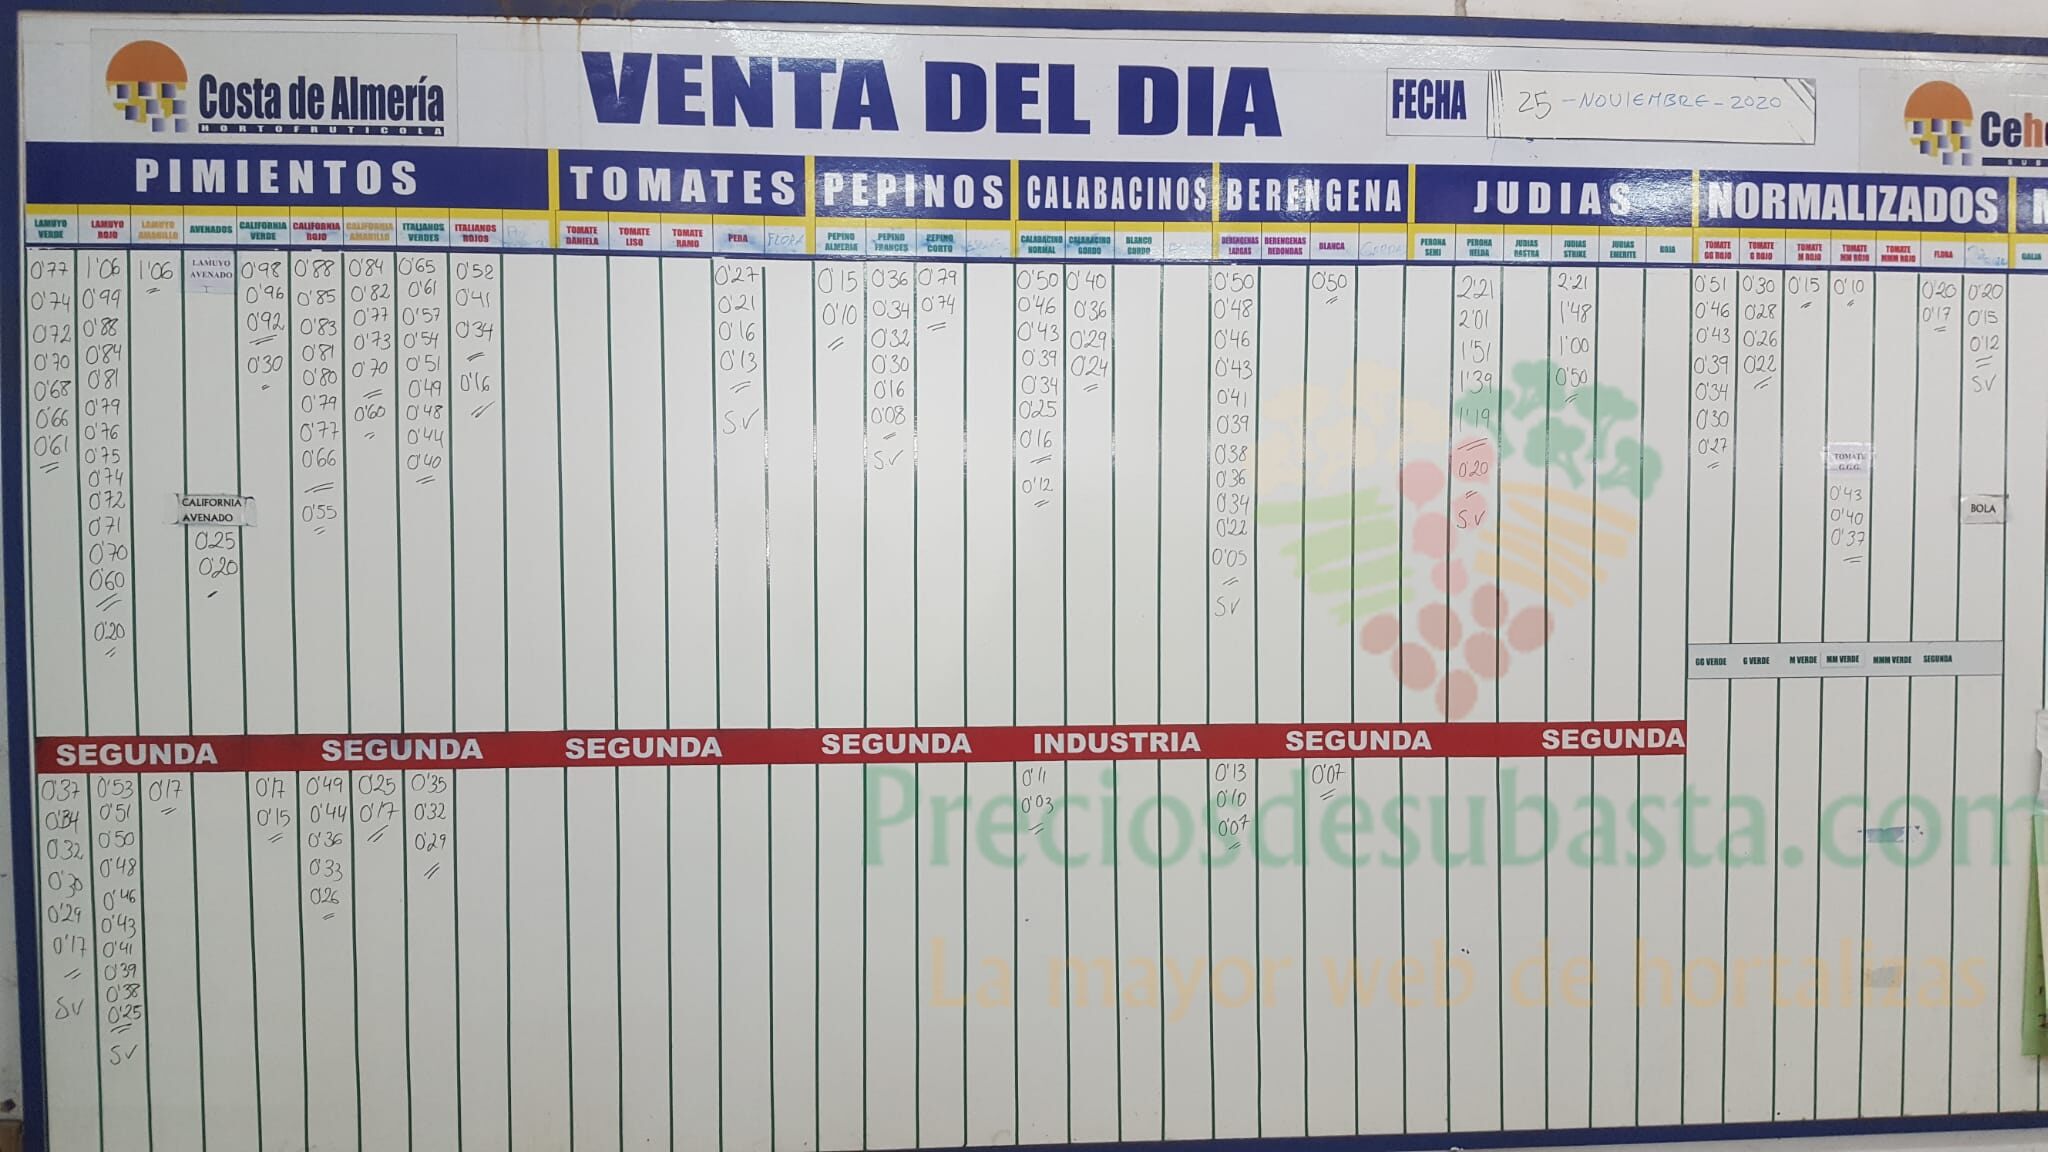 Costa de Almería
HORTOFRUTICOLA
VENTA DEL DIA
FECHA
25-NOVIEMBRE-2020
Ceh
SUB
PIMIENTOS
TOMATES
PEPINOS
CALABACINOS
BERENGENA
JUDIAS
NORMALIZADOS
LAMUYO VERDE
LAMUYO ROJO
LAMUYO AMARILLO
AVENADOS
CALIFORNIA VERDE
CALIFORNIA ROJO
CALIFORNIA AMARILLO
ITALIANOS VERDES
ITALIANOS ROJOS
TOMATE DANIELA
TOMATE LISO
TOMATE RAMO
PERA
FLORA
PEPINO ALMERIA
PEPINO FRANCES
PEPINO CORTO
CALABACINO NORMAL
CALABACINO GORDO
BLANCO GORDO
BERENGENAS LARGAS
BERENGENAS REDONDAS
BLANCA
PERONA SEMI
PERONA NELDA
JUDIAS RASTRA
JUDIAS STRIKE
JUDIAS EMERITE
ROJA
TOMATE GG ROJO
TOMATE G ROJO
TOMATE M ROJO
TOMATE MM ROJO
TOMATE MMM ROJO
FLORA
GALIA
0'77
0'74
0'72
0'70
0'68
0'66
0'61
1'06
0'99
0'88
0'84
0'81
0'79
0'76
0'75
0'74
0'72
0'71
0'70
0'60
0'20
1'06
LAMUYO
AVENADO
CALIFORNIA
AVENADO
0'25
0'20
0'98
0'96
0'92
0'30
0'88
0'85
0'83
0'81
0'80
0'79
0'77
0'66
0'55
0'84
0'82
0'77
0'73
0'70
0'60
0'65
0'61
0'57
0'54
0'51
0'49
0'48
0'44
0'40
0'52
0'41
0'34
0'16
0'27
0'21
0'16
0'13
SV
0'15
0'10
0'36
0'34
0'32
0'30
0'16
0'08
SV
0'79
0'74
0'50
0'46
0'43
0'39
0'34
0'25
0'16
0'12
0'40
0'36
0'29
0'24
0'50
0'48
0'46
0'43
0'41
0'39
0'38
0'36
0'34
0'22
0'05
SV
0'50
2'21
2'01
1'51
1'39
1'19
0'20
SV
2'21
1'48
1'00
0'50
0'51
0'46
0'43
0'39
0'34
0'30
0'27
0'30
0'28
0'26
0'22
0'15
0'10
TOMATE
G.G.G.
0'43
0'40
0'37
0'20
0'17
0'20
0'15
0'12
SV
BOLA
GG VERDE
G VERDE
M VERDE
MM VERDE
MMM VERDE
SEGUNDA
SEGUNDA
SEGUNDA
SEGUNDA
SEGUNDA
INDUSTRIA
SEGUNDA
SEGUNDA
0'37
0'34
0'32
0'30
0'29
0'17
SV
0'53
0'51
0'50
0'48
0'46
0'43
0'41
0'39
0'38
0'25
SV
0'17
0'17
0'15
0'49
0'44
0'36
0'33
0'26
0'25
0'17
0'35
0'32
0'29
0'11
0'03
0'13
0'10
0'07
0'07
Preciosdesubasta.com
La mayor web de hortalizas